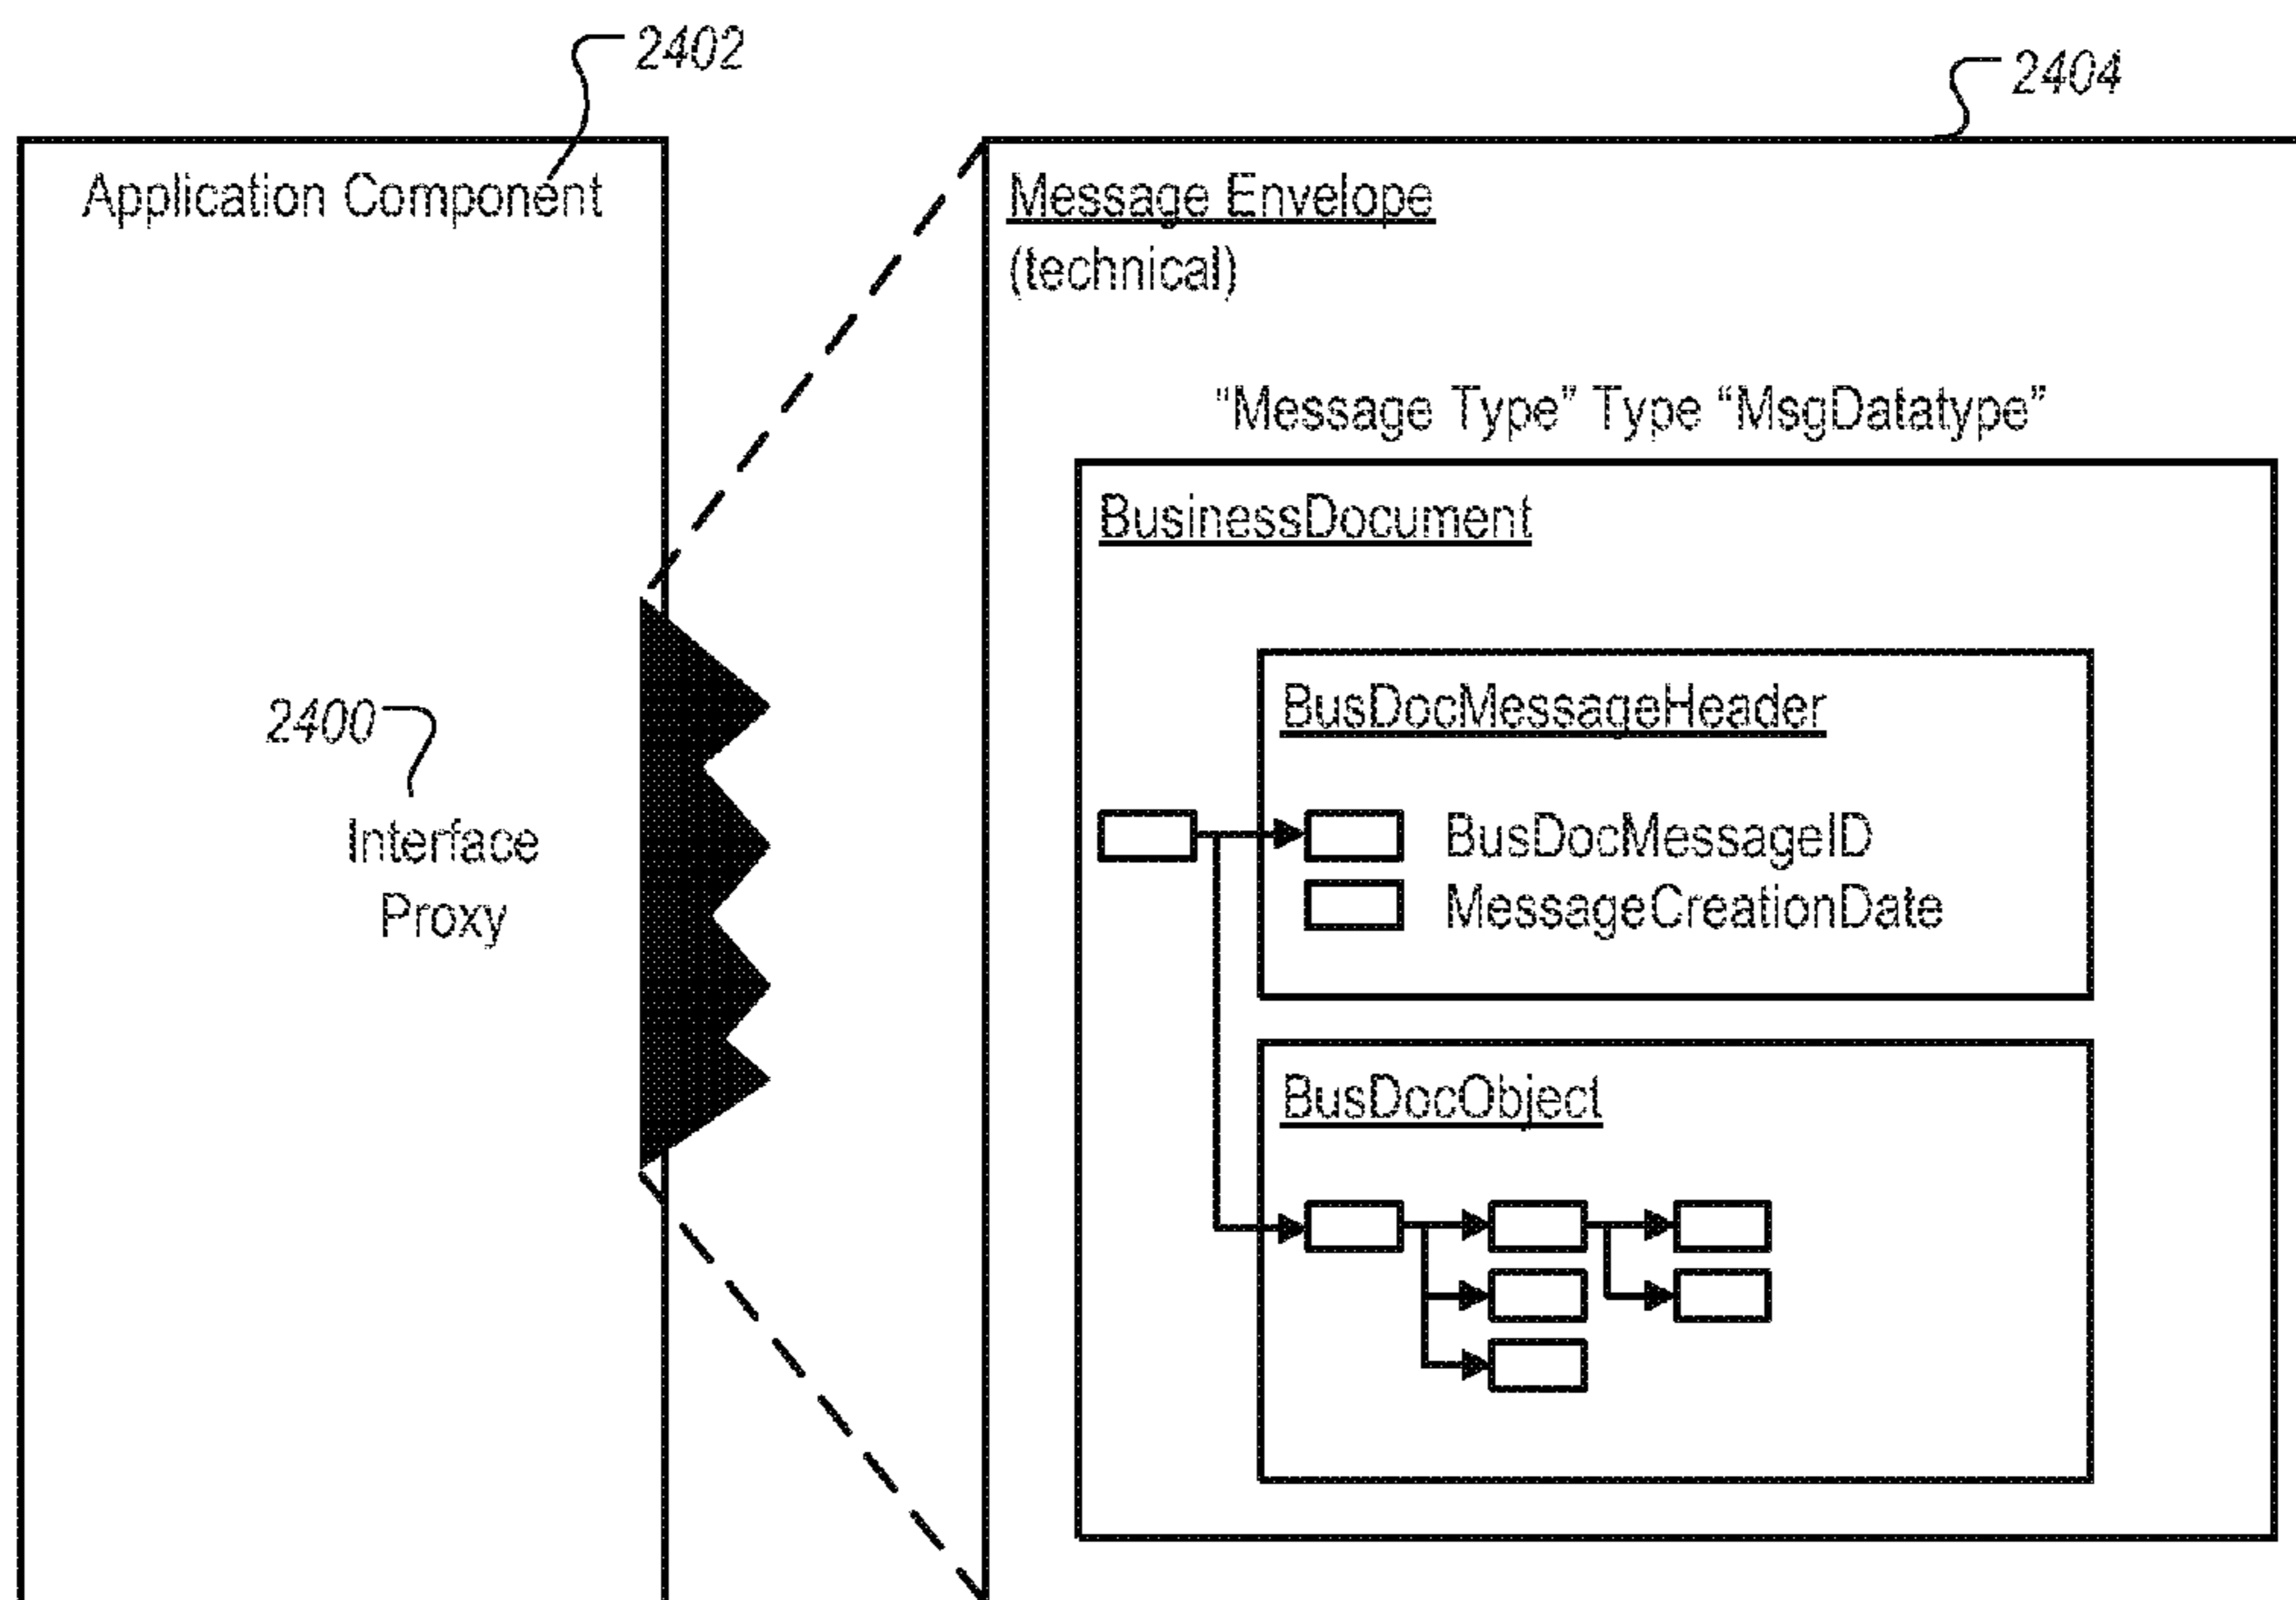 2402
2404
Application Component
Message Envelope
(technical)
“Message Type” Type “MsgDatatype”
BusinessDocument
BusDocMessageHeader
2400
Interface
Proxy
BusDocMessageID
MessageCreationDate
BusDocObject